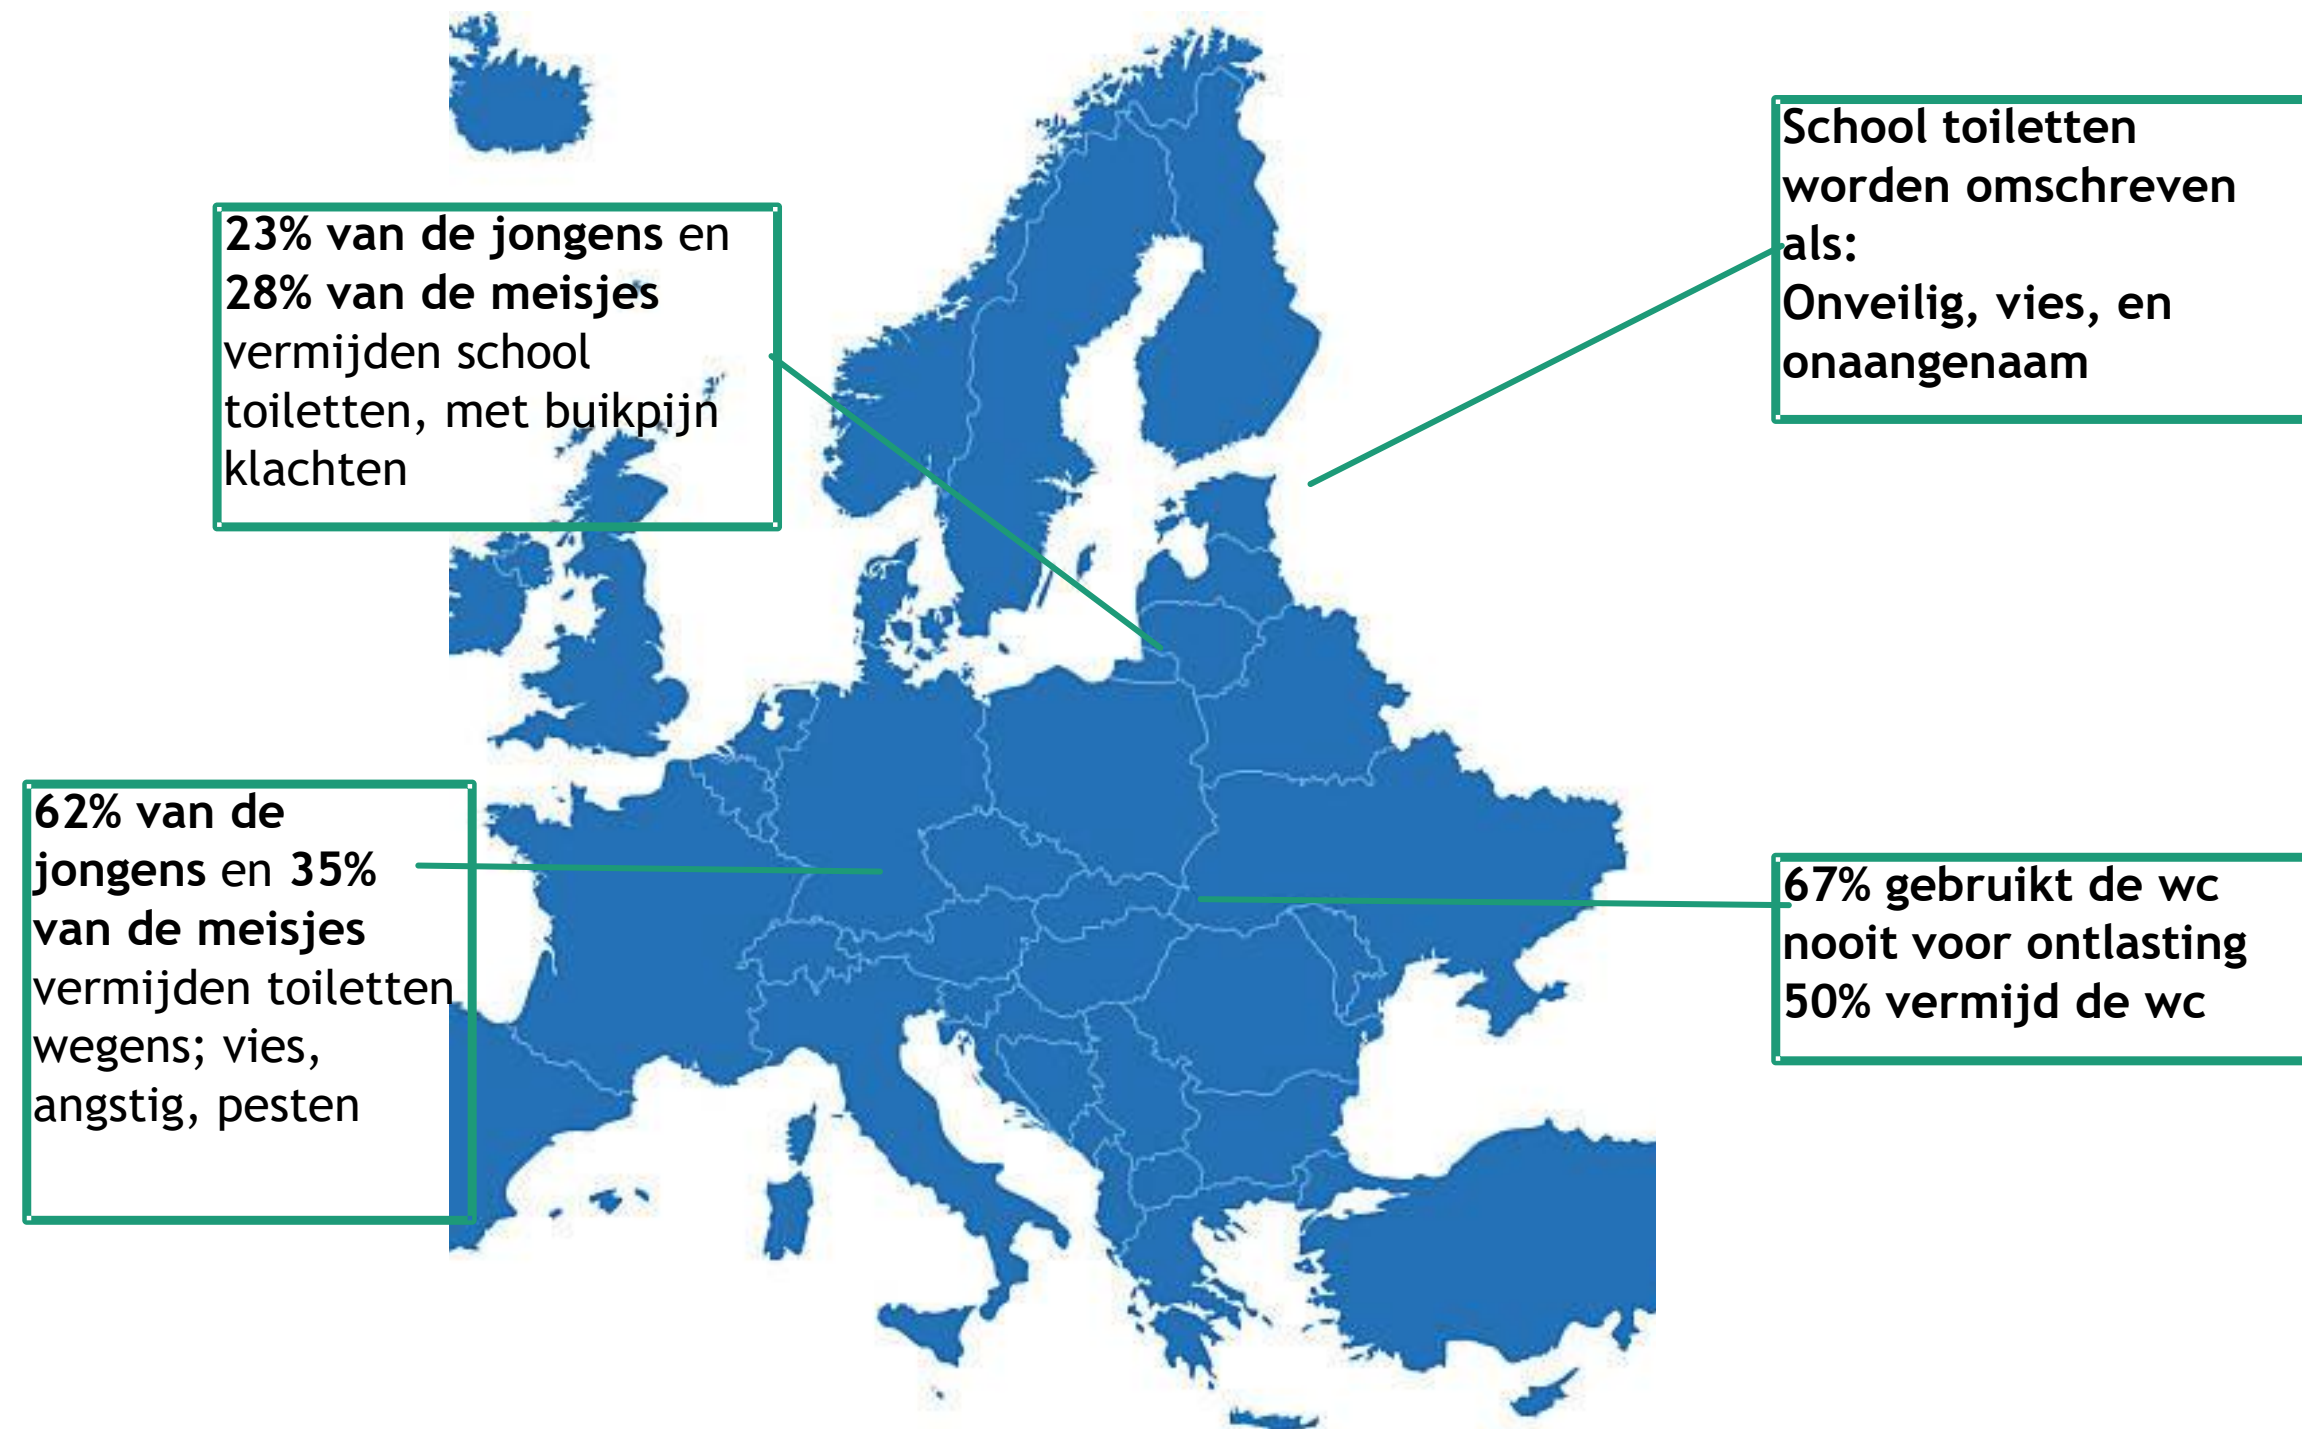 School toiletten
worden omschreven
als:
Onveilig, vies, en
onaangenaam
23% van de jongens en
28% van de meisjes
vermijden school
toiletten, met buikpijn
klachten
62% van de
jongens en 35%
van de meisjes
vermijden toiletten
wegens; vies,
angstig, pesten
67% gebruikt de wc
nooit voor ontlasting
50% vermijd de wc